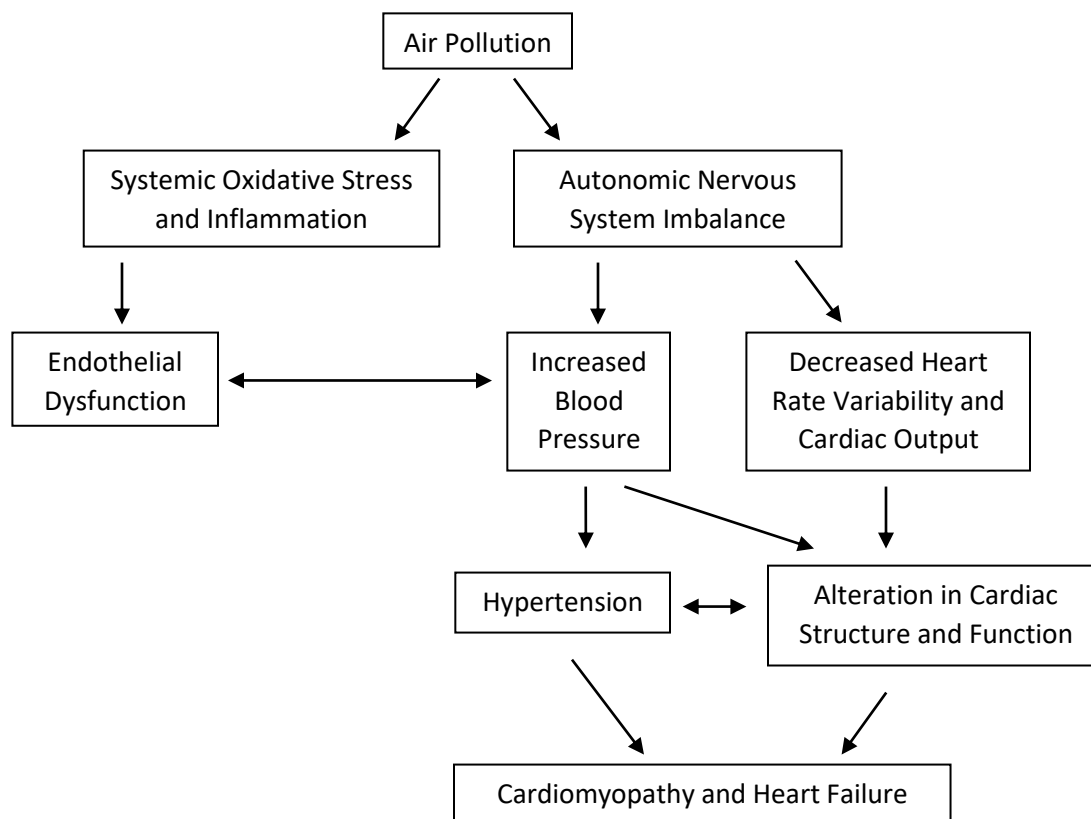 Air Pollution
Systemic Oxidative Stress
and Inflammation
Autonomic Nervous
System Imbalance
Endothelial
Dysfunction
Increased
Blood
Pressure
Decreased Heart
Rate Variability and
Cardiac Output
Hypertension
Alteration in Cardiac
Structure and Function
Cardiomyopathy and Heart Failure